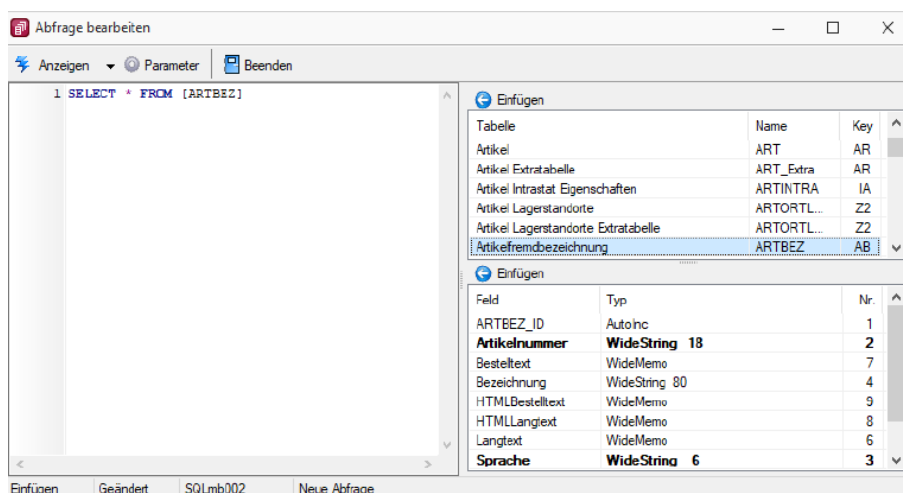 Abfrage bearbeiten
Anzeigen Parameter Beenden
1 SELECT * FROM [ARTBEZ]
Einfügen
Tabelle Name Key
Artikel ART AR
Artikel Extratabelle ART_Extra AR
Artikel Intrastat Eigenschaften ARTINTRA IA
Artikel Lagerstandorte ARTORTL... Z2
Artikel Lagerstandorte Extratabelle ARTORTL... Z2
Artikefremdbezeichnung ARTBEZ AB
Einfügen
Feld Typ Nr.
ARTBEZ_ID AutoInc 1
Artikelnummer WideString 18 2
Bestelltext WideMemo 7
Bezeichnung WideString 80 4
HTMLBestelltext WideMemo 9
HTMLLangtext WideMemo 8
Langtext WideMemo 6
Sprache WideString 6 3
Einfügen Geändert SQLmb002 Neue Abfrage